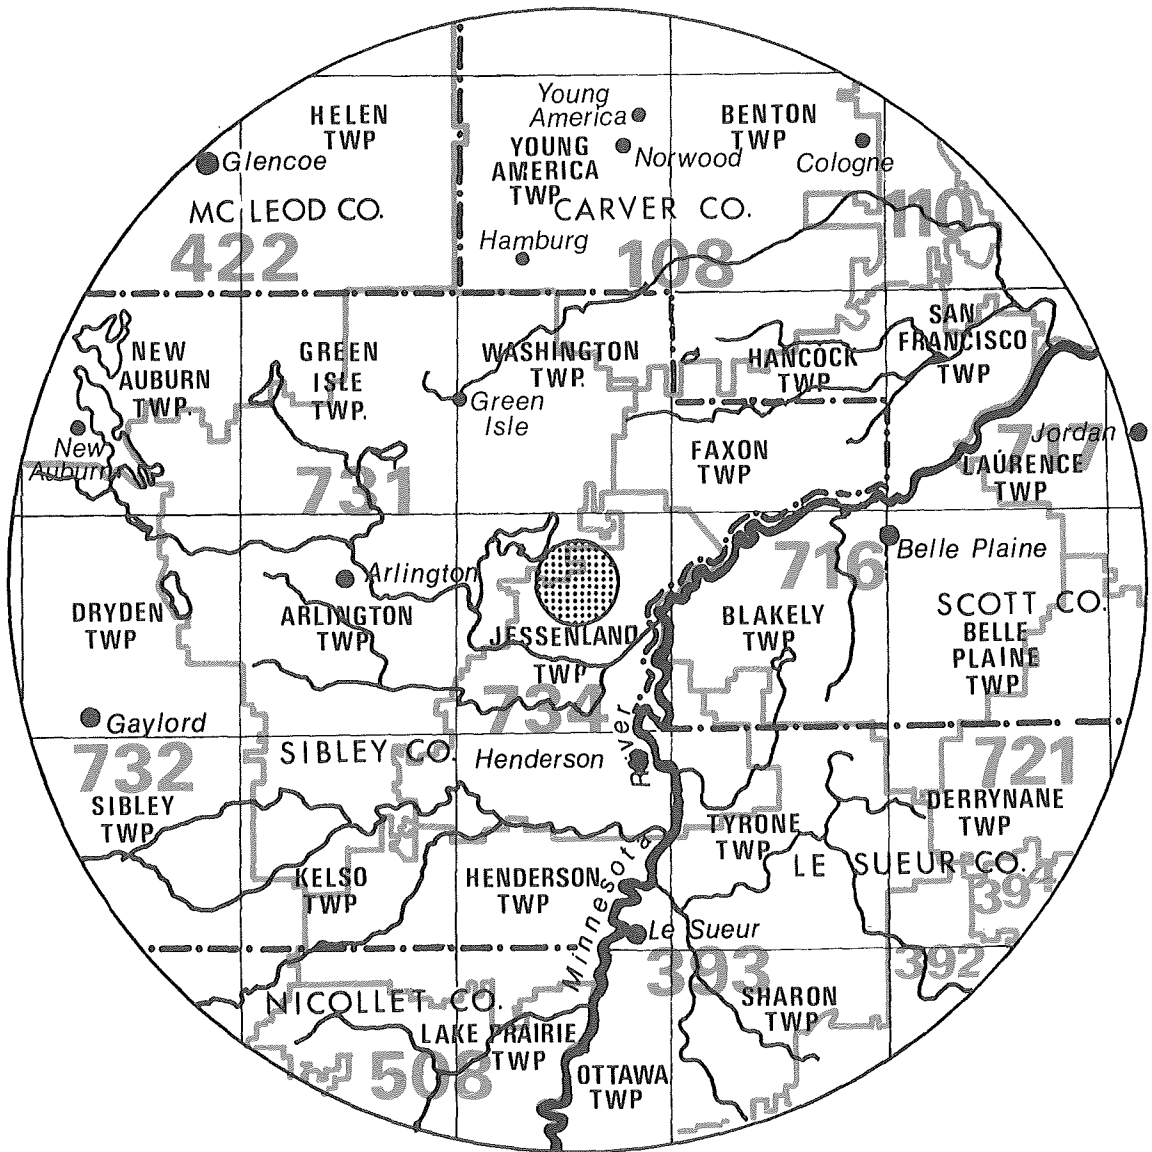 HELEN
TWP
Young
America
BENTON
TWP
YOUNG
AMERICA
TWP.
Norwood
Cologne
Glencoe
MC LEOD CO.
CARVER CO.
110
422
Hamburg
108
NEW
AUBURN
TWP.
GREEN
ISLE
TWP.
WASHINGTON
TWP.
HANCOCK
TWP
SAN
FRANCISCO
TWP
Green
Isle
New
Auburn
731
FAXON
TWP
Jordan
LAURENCE
TWP
716
Belle Plaine
Arlington
DRYDEN
TWP
ARLINGTON
TWP.
JESSENLAND
TWP
BLAKELY
TWP
SCOTT CO.
BELLE
PLAINE
TWP
734
Gaylord
732
SIBLEY CO.
Henderson
Minnesota River
721
SIBLEY
TWP
TYRONE
TWP
DERRYNANE
TWP
LE SUEUR CO.
KELSO
TWP
HENDERSON
TWP
Le Sueur
393
392
NICOLLET CO.
SHARON
TWP
LAKE PRAIRIE
TWP
508
OTTAWA
TWP